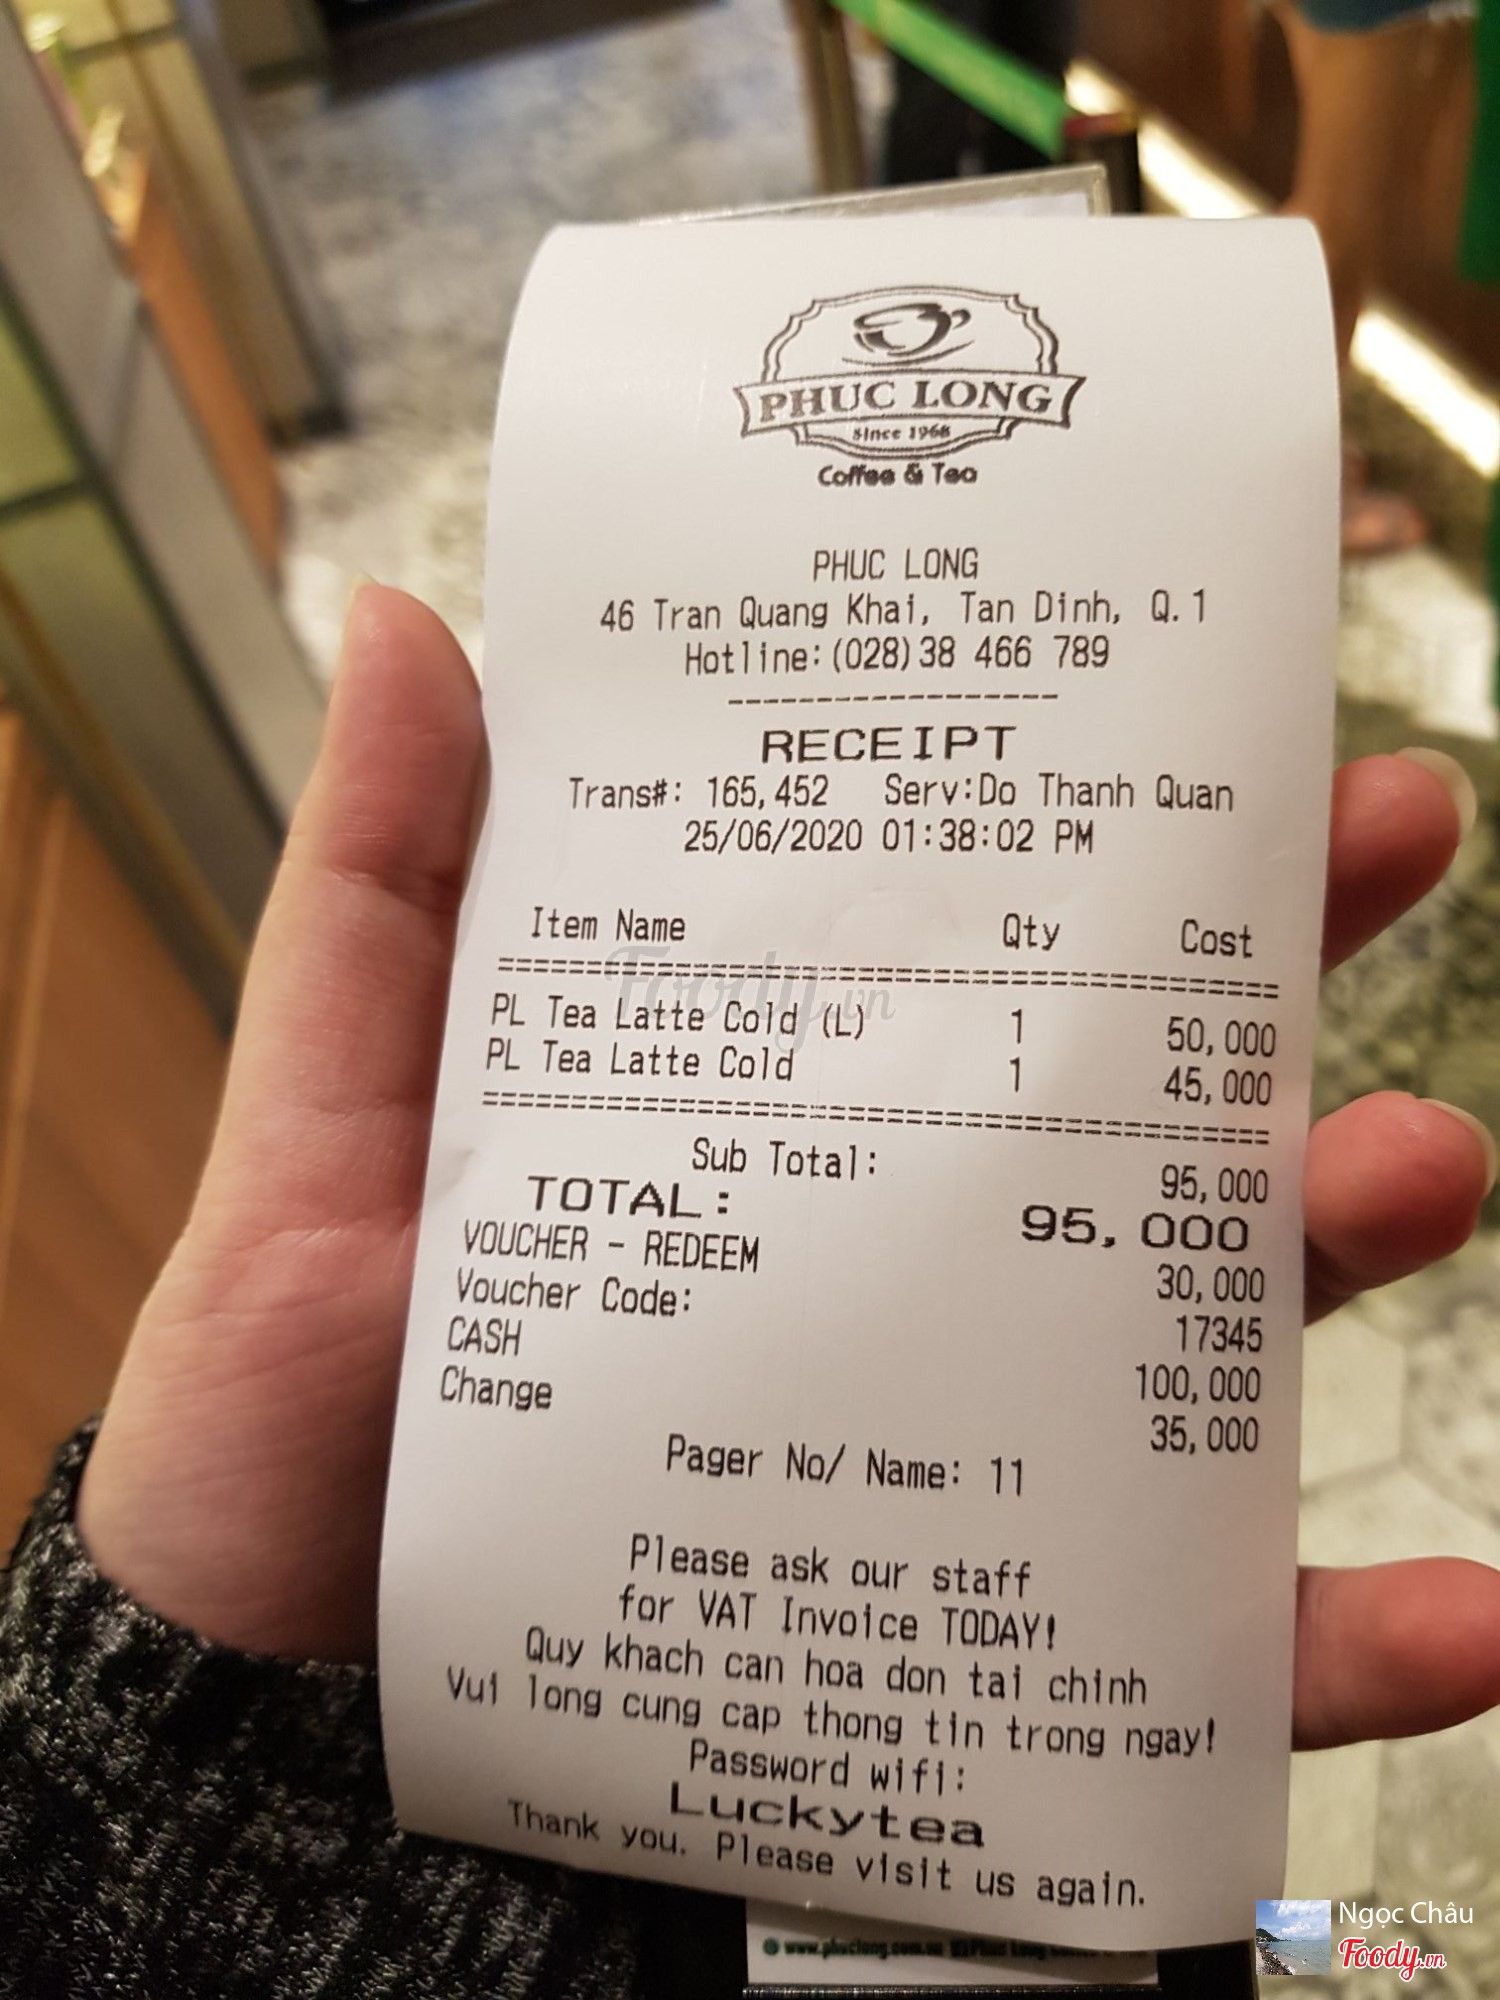 PHUC LONG
Since 1968
Coffee & Tea
PHUC LONG
46 Tran Quang Khai, Tan Dinh, Q.1
Hotline:(028)38 466 789
------------------
RECEIPT
Trans#: 165,452 Serv:Do Thanh Quan
25/06/2020 01:38:02 PM
Item Name Qty Cost
PL Tea Latte Cold (L) 1 50,000
PL Tea Latte Cold 1 45,000
Sub Total: 95,000
TOTAL: 95,000
VOUCHER - REDEEM 30,000
Voucher Code: 17345
CASH 100,000
Change 35,000
Pager No/ Name: 11
Please ask our staff
for VAT Invoice TODAY!
Quy khach can hoa don tai chinh
Vui long cung cap thong tin trong ngay!
Password wifi:
Luckytea
Thank you. Please visit us again.
www.phuclong.com.vn
Foody.vn
Ngọc Châu
Foody.vn